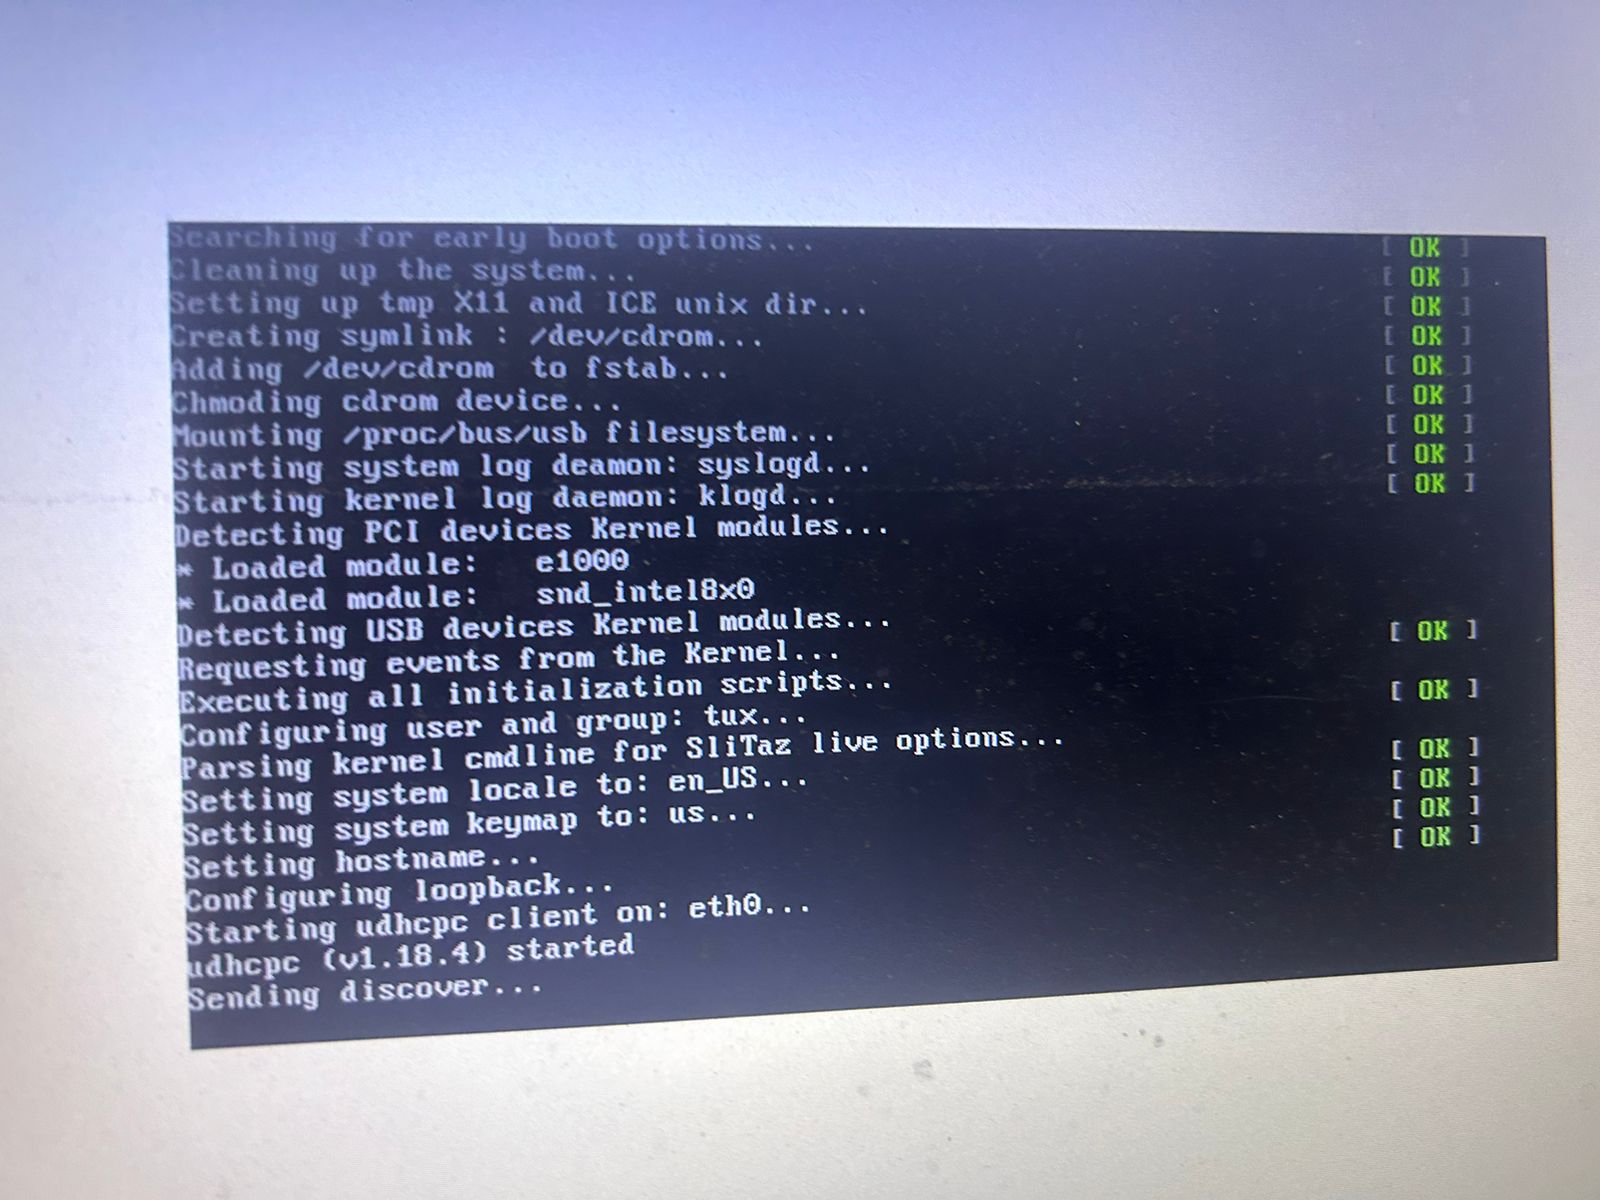 Searching for early boot options... [ OK ]
Cleaning up the system... [ OK ]
Setting up tmp X11 and ICE unix dir... [ OK ]
Creating symlink : /dev/cdrom... [ OK ]
Adding /dev/cdrom  to fstab... [ OK ]
Chmoding cdrom device... [ OK ]
Mounting /proc/bus/usb filesystem... [ OK ]
Starting system log deamon: syslogd... [ OK ]
Starting kernel log daemon: klogd... [ OK ]
Detecting PCI devices Kernel modules...
* Loaded module:   e1000
* Loaded module:   snd_intel8x0
Detecting USB devices Kernel modules...
Requesting events from the Kernel... [ OK ]
Executing all initialization scripts...
Configuring user and group: tux... [ OK ]
Parsing kernel cmdline for SliTaz live options...
Setting system locale to: en_US... [ OK ]
Setting system keymap to: us... [ OK ]
Setting hostname... [ OK ]
Configuring loopback... [ OK ]
Starting udhcpc client on: eth0...
udhcpc (v1.18.4) started
Sending discover...